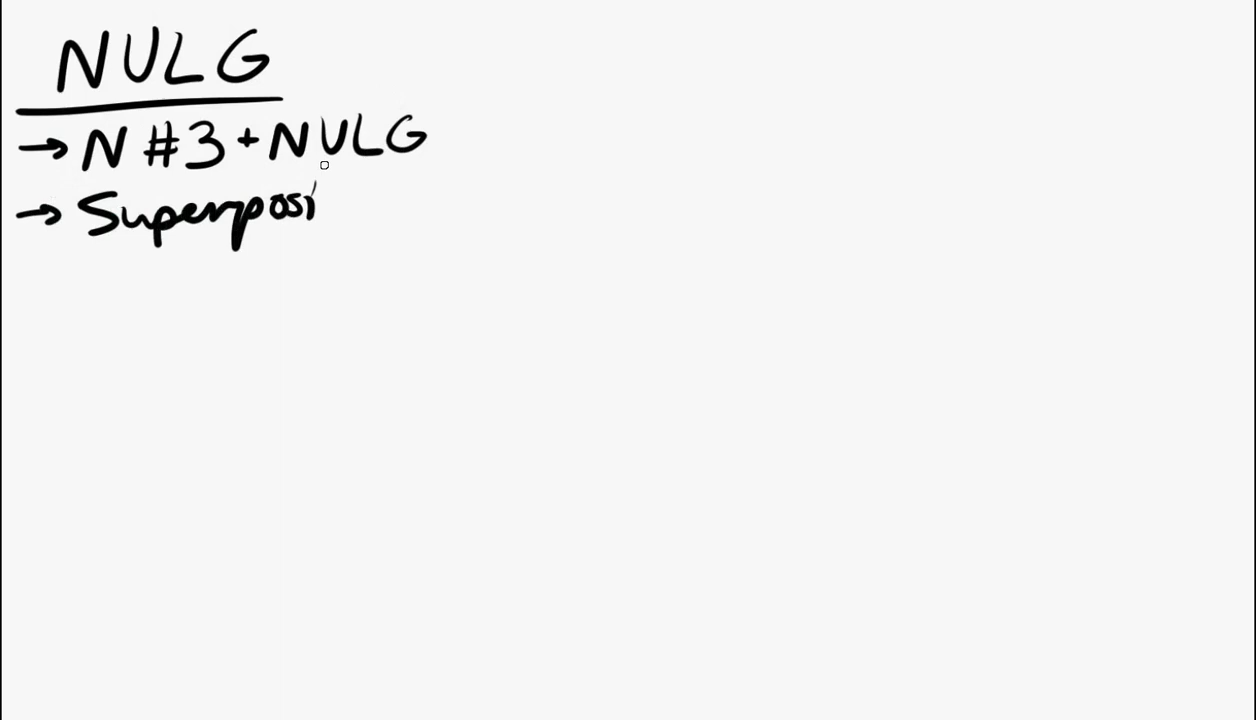 NULG
→ N #3 + NULG
→ Superposi